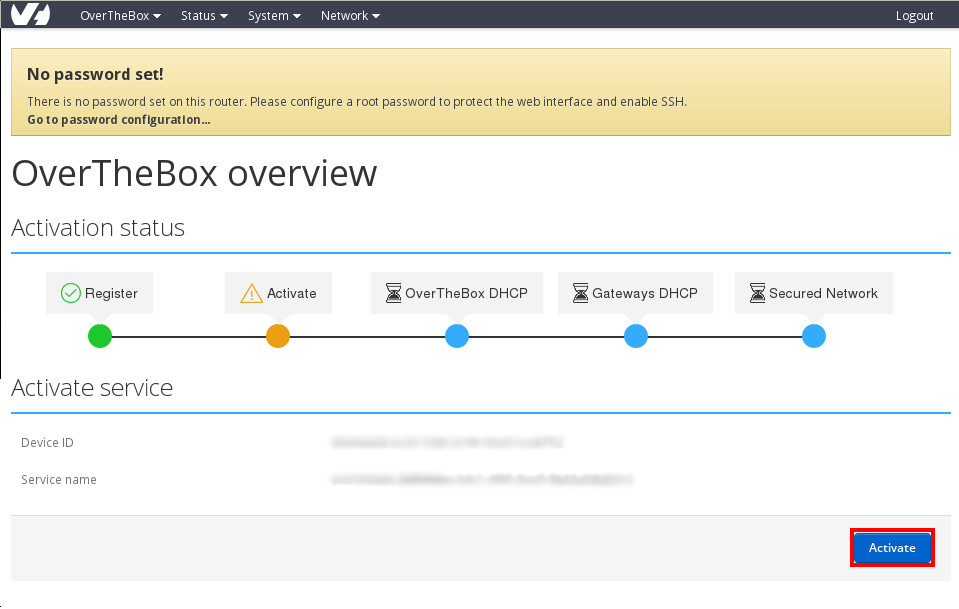 OverTheBox Status System Network Logout
No password set!
There is no password set on this router. Please configure a root password to protect the web interface and enable SSH.
Go to password configuration...
OverTheBox overview
Activation status
Register Activate OverTheBox DHCP Gateways DHCP Secured Network
Activate service
Device ID
Service name
Activate